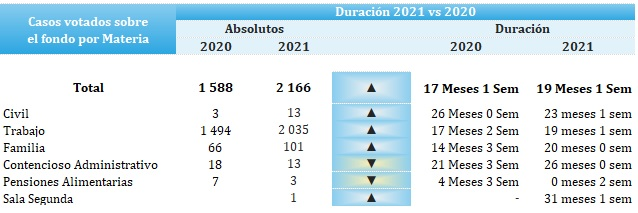 Casos votados sobre el fondo por Materia
Duración 2021 vs 2020
Absolutos Duración
2020 2021 2020 2021
Total 1 588 2 166 ▲ 17 Meses 1 Sem 19 Meses 1 Sem
Civil 3 13 ▲ 26 Meses 0 Sem 23 meses 1 sem
Trabajo 1 494 2 035 ▲ 17 Meses 2 Sem 19 meses 1 sem
Familia 66 101 ▲ 14 Meses 3 Sem 20 meses 0 sem
Contencioso Administrativo 18 13 ▼ 21 Meses 3 Sem 26 meses 0 sem
Pensiones Alimentarias 7 3 ▼ 4 Meses 3 Sem 0 meses 2 sem
Sala Segunda 1 ▲ - 31 meses 1 sem